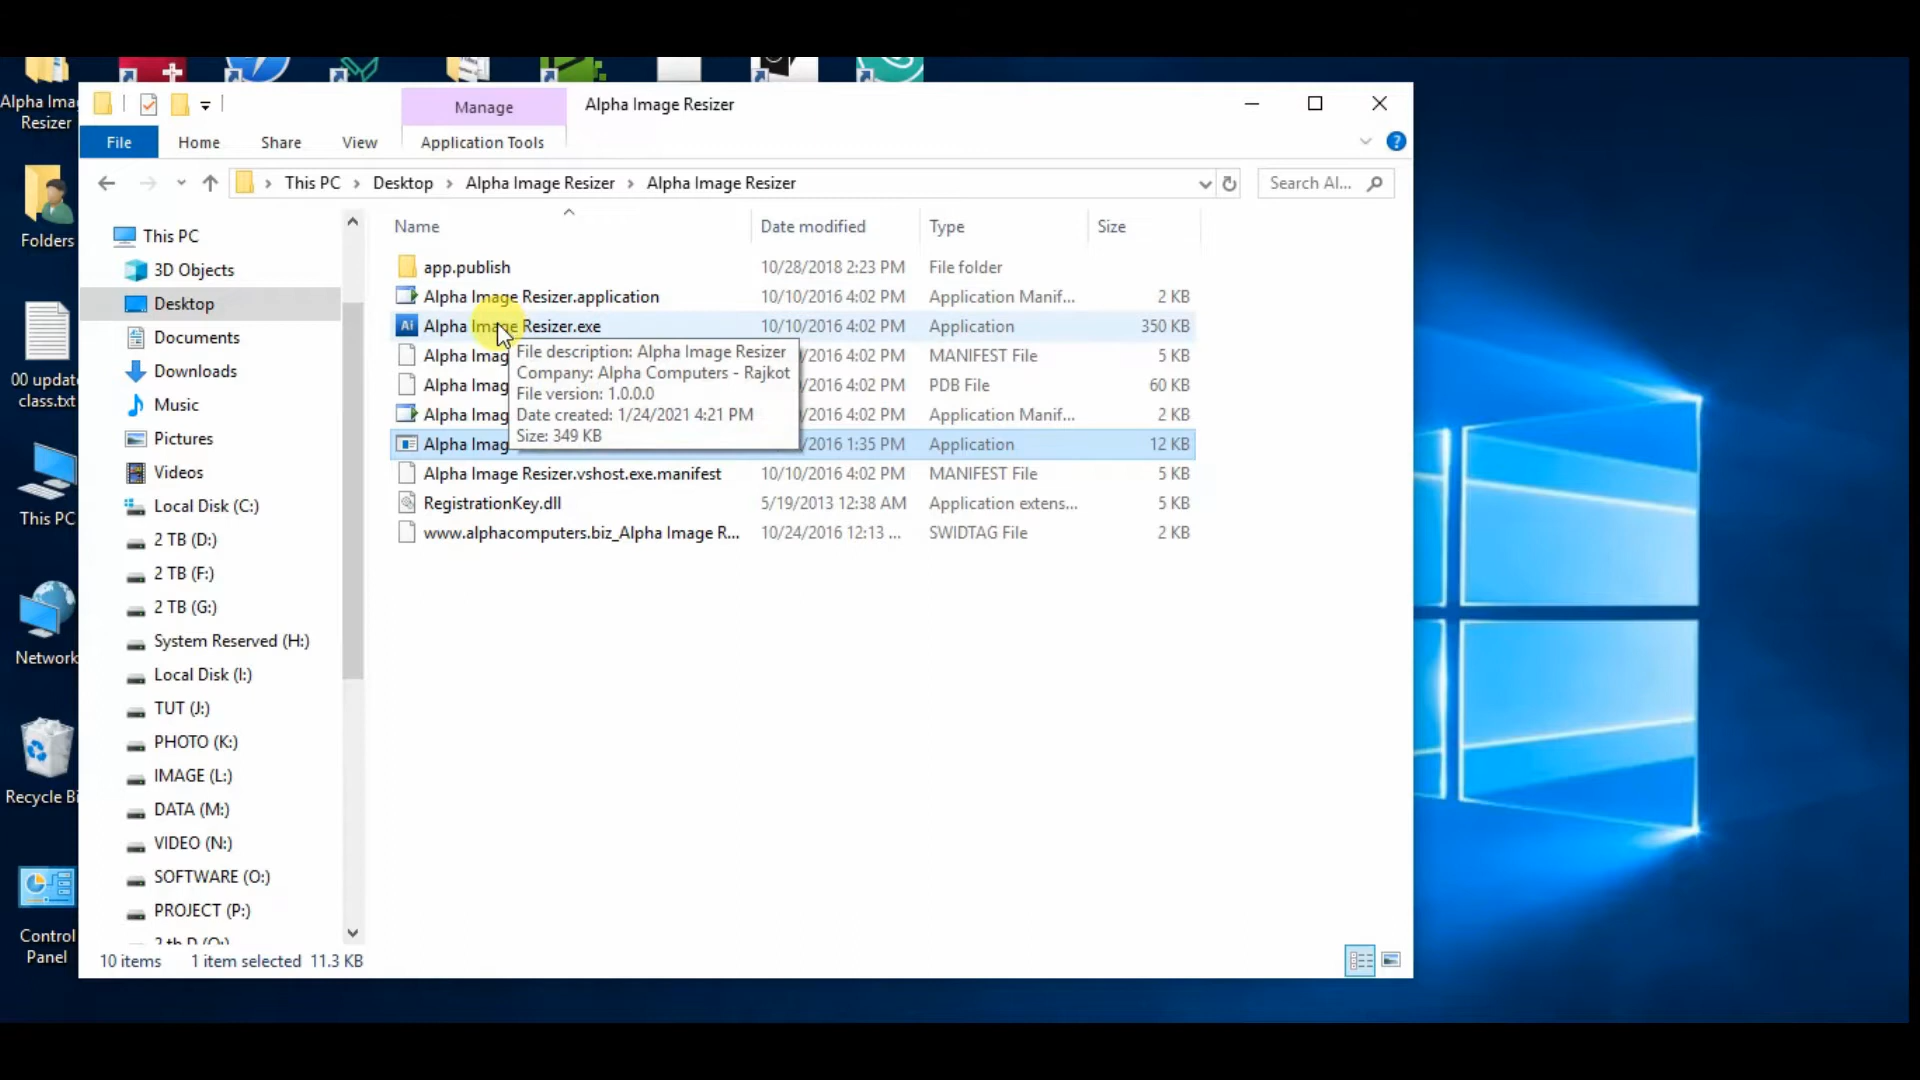 Alpha Ima
Resizer
Folders
00 update
class.txt
This PC
Network
Recycle Bi
Control
Panel
Manage
Alpha Image Resizer
File
Home
Share
View
Application Tools
This PC > Desktop > Alpha Image Resizer > Alpha Image Resizer
Search Al...
This PC
3D Objects
Desktop
Documents
Downloads
Music
Pictures
Videos
Local Disk (C:)
2 TB (D:)
2 TB (F:)
2 TB (G:)
System Reserved (H:)
Local Disk (I:)
TUT (J:)
PHOTO (K:)
IMAGE (L:)
DATA (M:)
VIDEO (N:)
SOFTWARE (O:)
PROJECT (P:)
Name Date modified Type Size
app.publish 10/28/2018 2:23 PM File folder
Alpha Image Resizer.application 10/10/2016 4:02 PM Application Manif... 2 KB
Ai Alpha Image Resizer.exe 10/10/2016 4:02 PM Application 350 KB
Alpha Imag /2016 4:02 PM MANIFEST File 5 KB
Alpha Imag /2016 4:02 PM PDB File 60 KB
Alpha Imag /2016 4:02 PM Application Manif... 2 KB
Alpha Imag /2016 1:35 PM Application 12 KB
Alpha Image Resizer.vshost.exe.manifest 10/10/2016 4:02 PM MANIFEST File 5 KB
RegistrationKey.dll 5/19/2013 12:38 AM Application extens... 5 KB
www.alphacomputers.biz_Alpha Image R... 10/24/2016 12:13 ... SWIDTAG File 2 KB
File description: Alpha Image Resizer
Company: Alpha Computers - Rajkot
File version: 1.0.0.0
Date created: 1/24/2021 4:21 PM
Size: 349 KB
10 items 1 item selected 11.3 KB